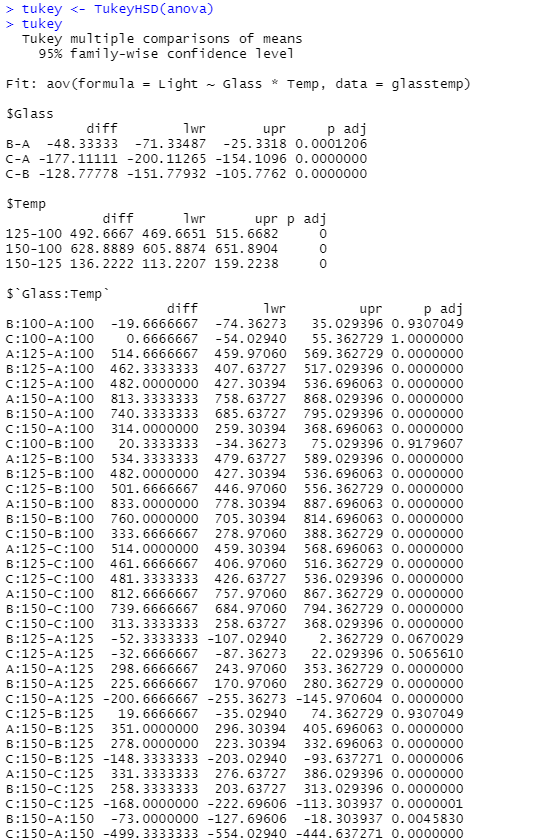 > tukey <- TukeyHSD(anova)
> tukey
  Tukey multiple comparisons of means
    95% family-wise confidence level

Fit: aov(formula = Light ~ Glass * Temp, data = glasstemp)

$Glass
          diff        lwr       upr     p adj
B-A  -48.33333  -71.33487  -25.3318 0.0001206
C-A -177.11111 -200.11265 -154.1096 0.0000000
C-B -128.77778 -151.77932 -105.7762 0.0000000

$Temp
            diff      lwr      upr p adj
125-100 492.6667 469.6651 515.6682     0
150-100 628.8889 605.8874 651.8904     0
150-125 136.2222 113.2207 159.2238     0

$`Glass:Temp`
                    diff        lwr         upr     p adj
B:100-A:100  -19.6666667  -74.36273   35.029396 0.9307049
C:100-A:100    0.6666667  -54.02940   55.362729 1.0000000
A:125-A:100  514.6666667  459.97060  569.362729 0.0000000
B:125-A:100  462.3333333  407.63727  517.029396 0.0000000
C:125-A:100  482.0000000  427.30394  536.696063 0.0000000
A:150-A:100  813.3333333  758.63727  868.029396 0.0000000
B:150-A:100  740.3333333  685.63727  795.029396 0.0000000
C:150-A:100  314.0000000  259.30394  368.696063 0.0000000
C:100-B:100   20.3333333  -34.36273   75.029396 0.9179607
A:125-B:100  534.3333333  479.63727  589.029396 0.0000000
B:125-B:100  482.0000000  427.30394  536.696063 0.0000000
C:125-B:100  501.6666667  446.97060  556.362729 0.0000000
A:150-B:100  833.0000000  778.30394  887.696063 0.0000000
B:150-B:100  760.0000000  705.30394  814.696063 0.0000000
C:150-B:100  333.6666667  278.97060  388.362729 0.0000000
A:125-C:100  514.0000000  459.30394  568.696063 0.0000000
B:125-C:100  461.6666667  406.97060  516.362729 0.0000000
C:125-C:100  481.3333333  426.63727  536.029396 0.0000000
A:150-C:100  812.6666667  757.97060  867.362729 0.0000000
B:150-C:100  739.6666667  684.97060  794.362729 0.0000000
C:150-C:100  313.3333333  258.63727  368.029396 0.0000000
B:125-A:125  -52.3333333 -107.02940    2.362729 0.0670029
C:125-A:125  -32.6666667  -87.36273   22.029396 0.5065610
A:150-A:125  298.6666667  243.97060  353.362729 0.0000000
B:150-A:125  225.6666667  170.97060  280.362729 0.0000000
C:150-A:125 -200.6666667 -255.36273 -145.970604 0.0000000
C:125-B:125   19.6666667  -35.02940   74.362729 0.9307049
A:150-B:125  351.0000000  296.30394  405.696063 0.0000000
B:150-B:125  278.0000000  223.30394  332.696063 0.0000000
C:150-B:125 -148.3333333 -203.02940  -93.637271 0.0000006
A:150-C:125  331.3333333  276.63727  386.029396 0.0000000
B:150-C:125  258.3333333  203.63727  313.029396 0.0000000
C:150-C:125 -168.0000000 -222.69606 -113.303937 0.0000001
B:150-A:150  -73.0000000 -127.69606  -18.303937 0.0045830
C:150-A:150 -499.3333333 -554.02940 -444.637271 0.0000000